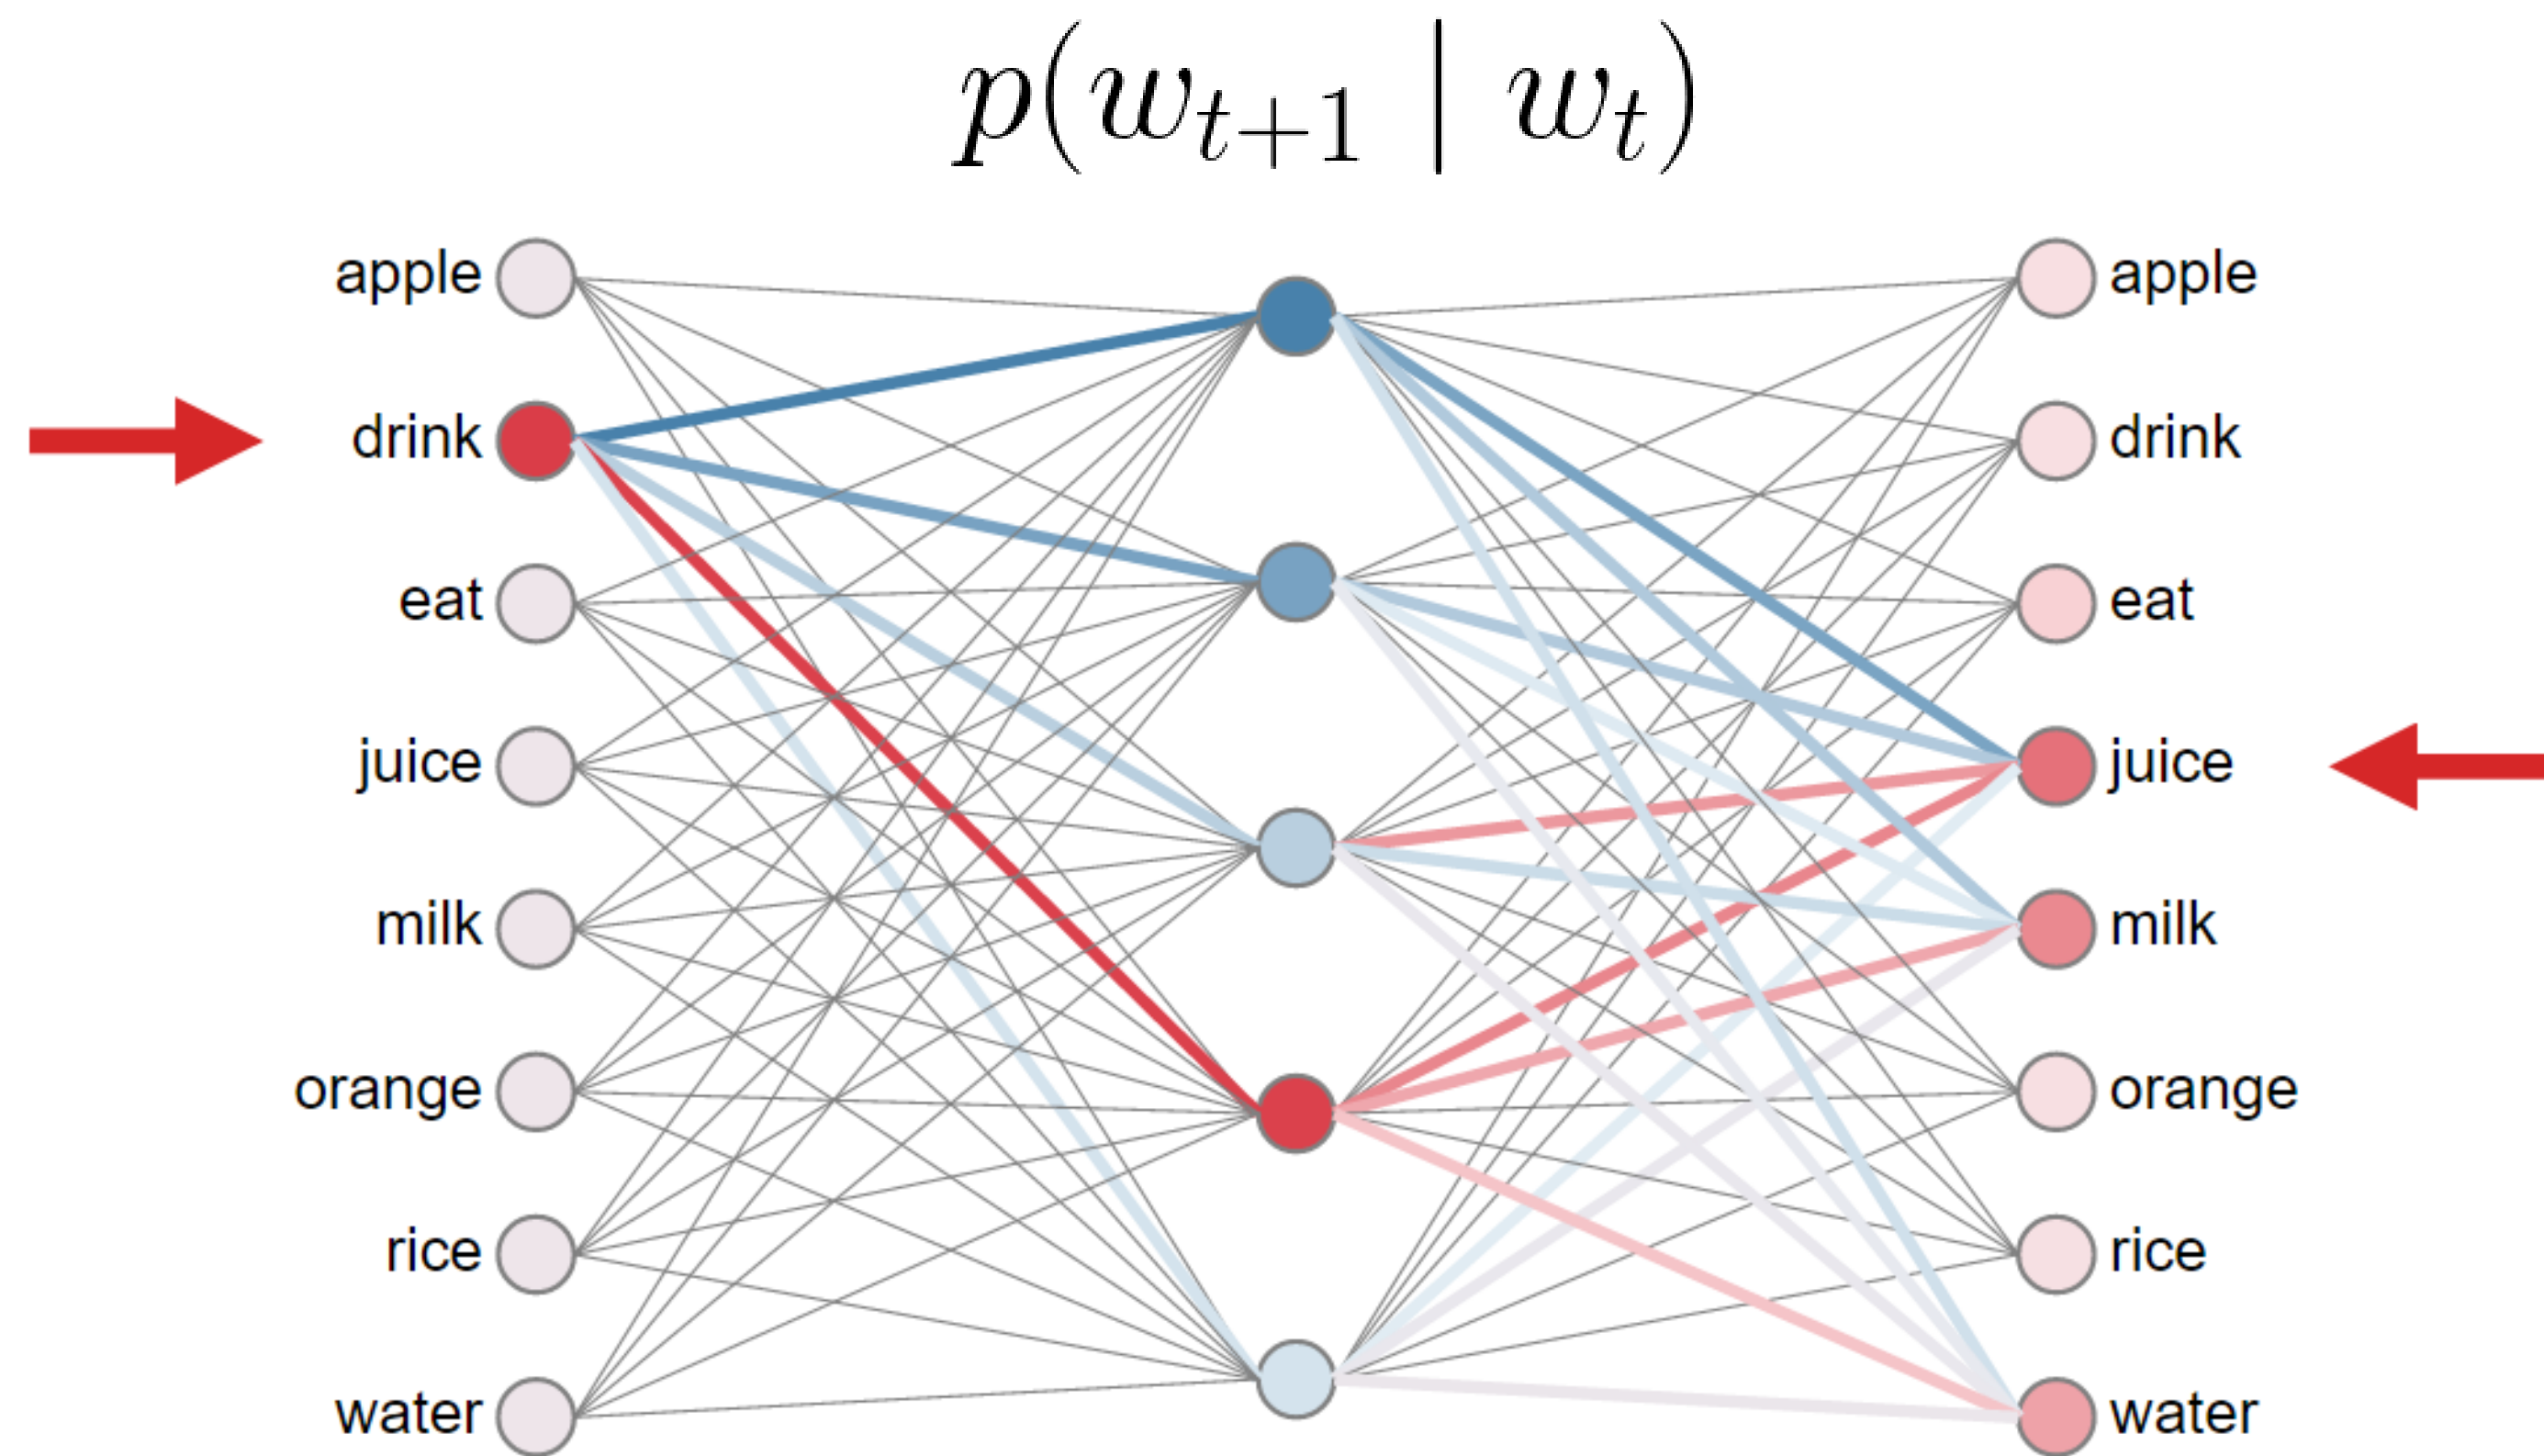 p(w_{t+1} | w_t)
apple apple
drink drink
eat eat
juice juice
milk milk
orange orange
rice rice
water water